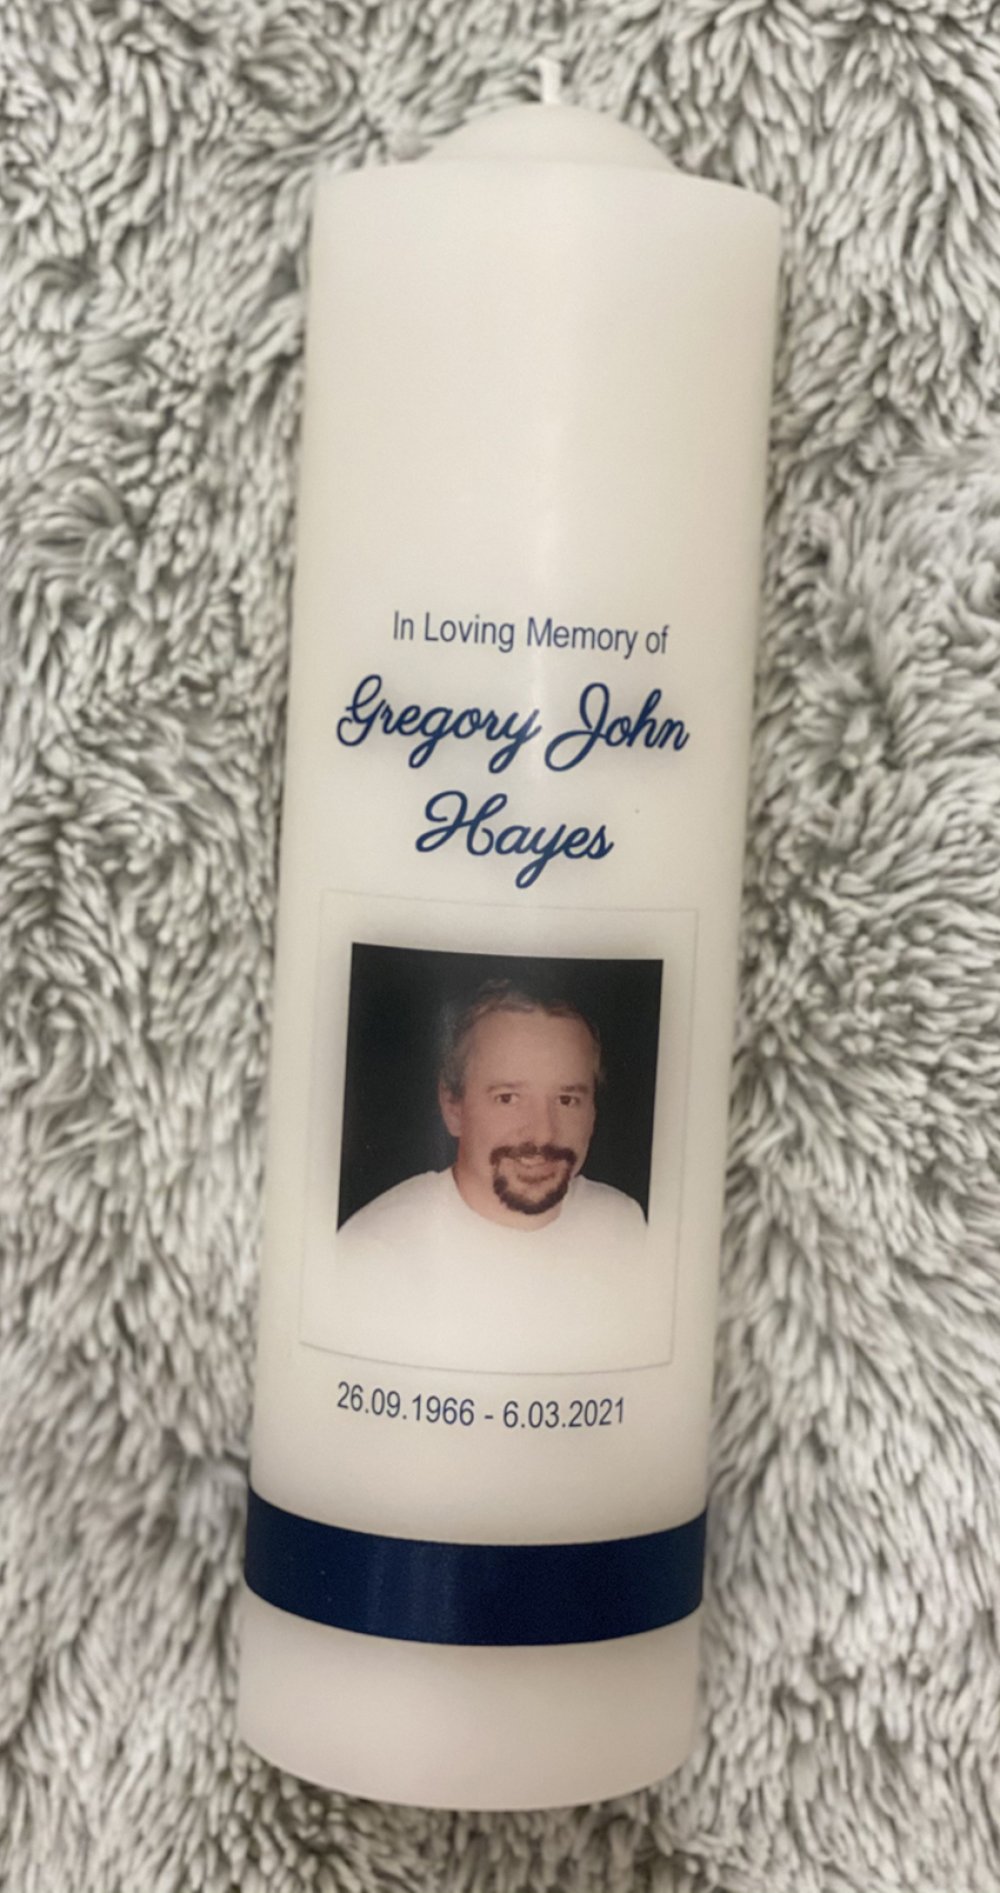 In Loving Memory of
Gregory John
Hayes
26.09.1966 - 6.03.2021